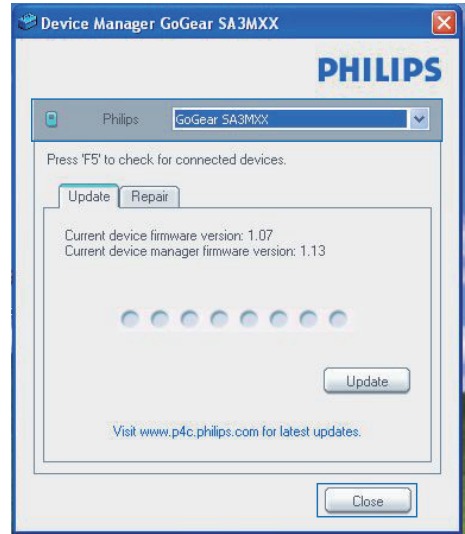 Device Manager GoGear SA3MXX
PHILIPS
Philips GoGear SA3MXX
Press 'F5' to check for connected devices.
Update Repair
Current device firmware version: 1.07
Current device manager firmware version: 1.13
Update
Visit www.p4c.philips.com for latest updates.
Close